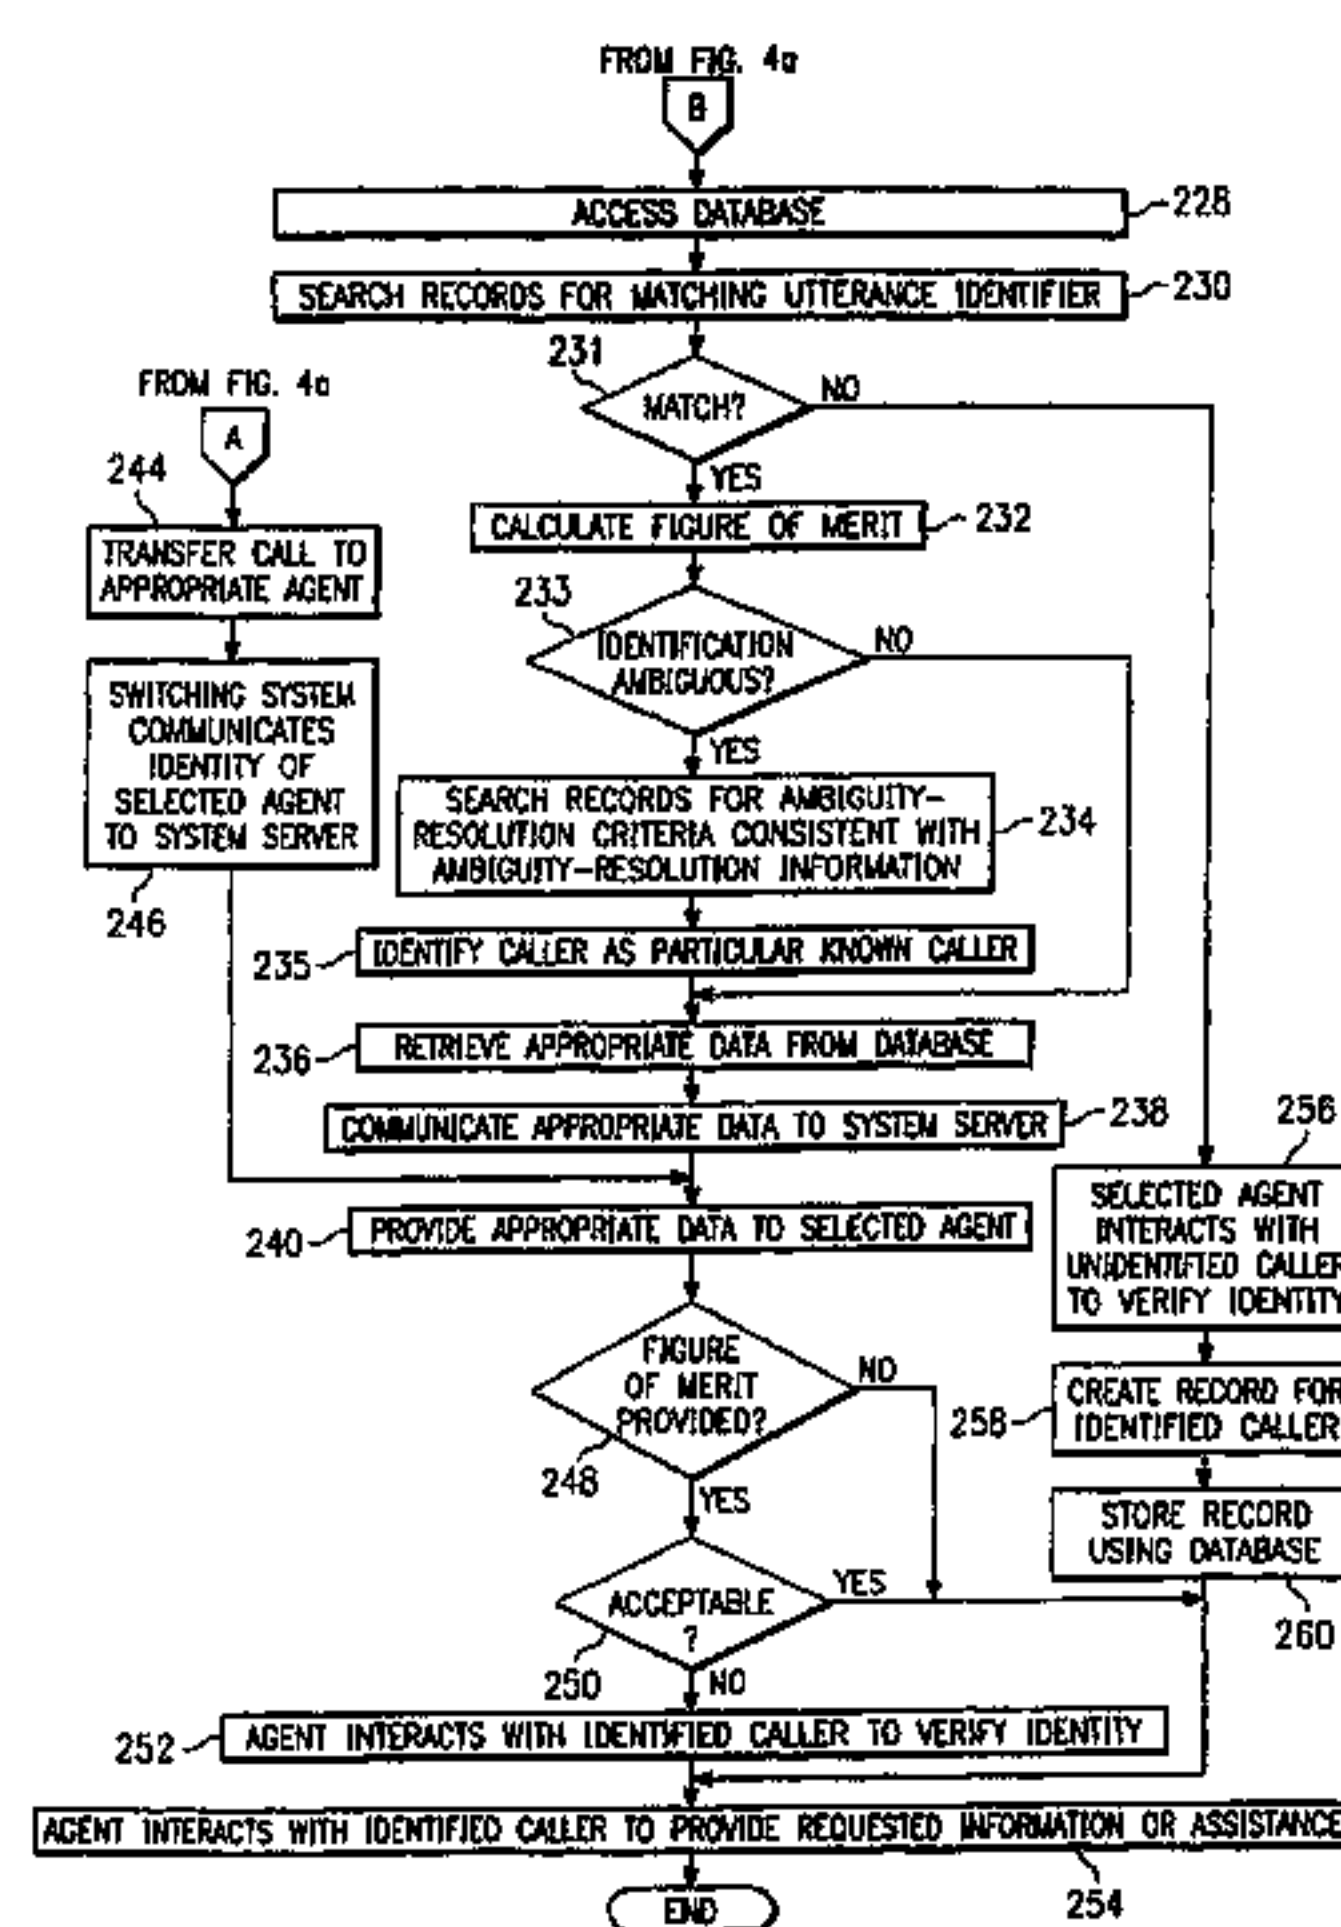 FROM FIG. 4a
B
ACCESS DATABASE
228
SEARCH RECORDS FOR MATCHING UTTERANCE IDENTIFIER
230
231
MATCH?
NO
YES
FROM FIG. 4a
A
244
TRANSFER CALL TO
APPROPRIATE AGENT
CALCULATE FIGURE OF MERIT
232
233
IDENTIFICATION
AMBIGUOUS?
NO
YES
SWITCHING SYSTEM
COMMUNICATES
IDENTITY OF
SELECTED AGENT
TO SYSTEM SERVER
246
SEARCH RECORDS FOR AMBIGUITY-
RESOLUTION CRITERIA CONSISTENT WITH
AMBIGUITY-RESOLUTION INFORMATION
234
235
IDENTIFY CALLER AS PARTICULAR KNOWN CALLER
236
RETRIEVE APPROPRIATE DATA FROM DATABASE
COMMUNICATE APPROPRIATE DATA TO SYSTEM SERVER
238
240
PROVIDE APPROPRIATE DATA TO SELECTED AGENT
256
SELECTED AGENT
INTERACTS WITH
UNIDENTIFIED CALLER
TO VERIFY IDENTITY
FIGURE
OF MERIT
PROVIDED?
248
NO
YES
258
CREATE RECORD FOR
IDENTIFIED CALLER
STORE RECORD
USING DATABASE
260
ACCEPTABLE
?
250
YES
NO
252
AGENT INTERACTS WITH IDENTIFIED CALLER TO VERIFY IDENTITY
AGENT INTERACTS WITH IDENTIFIED CALLER TO PROVIDE REQUESTED INFORMATION OR ASSISTANCE
254
END